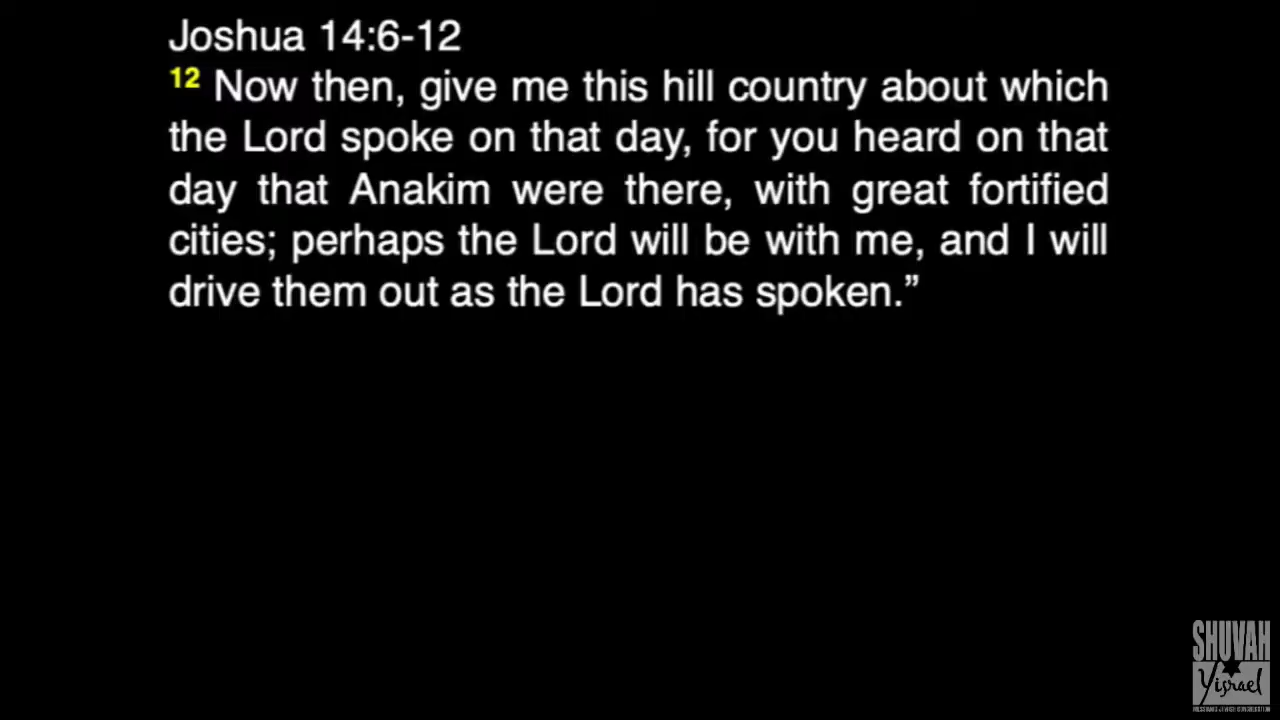 Joshua 14:6-12
12 Now then, give me this hill country about which
the Lord spoke on that day, for you heard on that
day that Anakim were there, with great fortified
cities; perhaps the Lord will be with me, and I will
drive them out as the Lord has spoken.”
SHUVAH
Yisrael